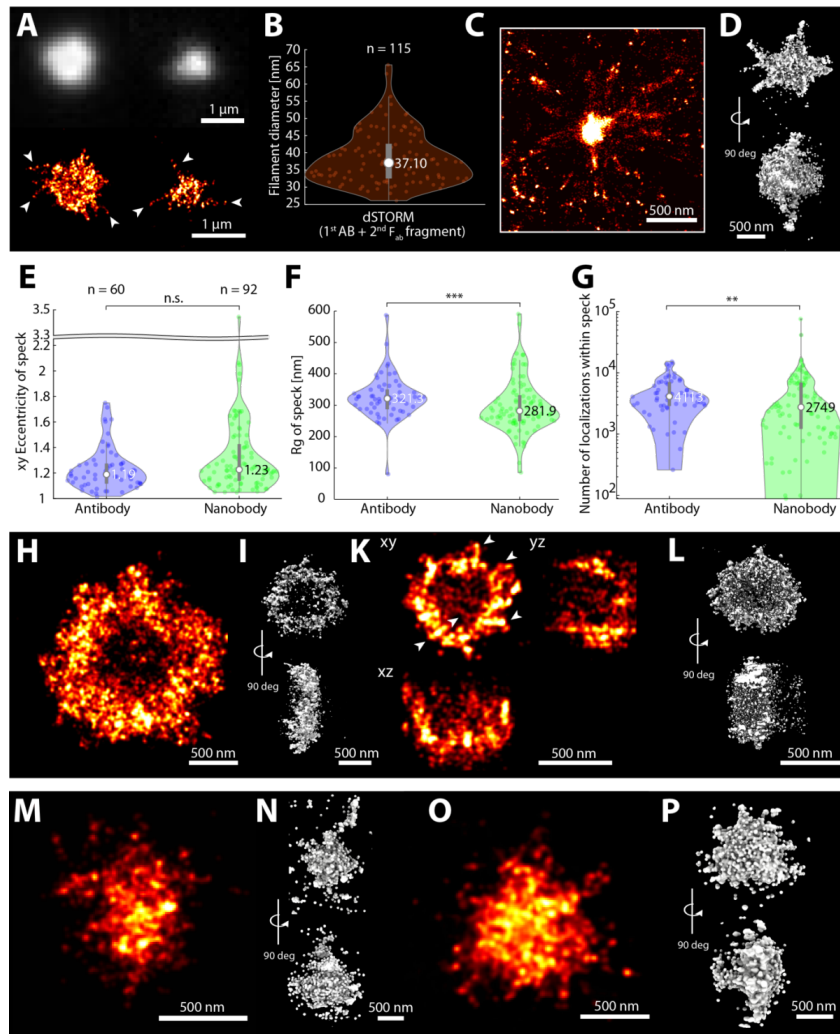 A
1 µm
1 µm
B
n = 115
Filament diameter [nm]
70
65
60
55
50
45
40
35
30
25
37.10
dSTORM
(1st AB + 2nd Fab fragment)
C
500 nm
D
90 deg
500 nm
E
n = 60
n.s.
n = 92
xy Eccentricity of speck
3.5
3.3
2.2
2
1.8
1.6
1.4
1.2
1
1.19
1.23
Antibody
Nanobody
F
***
Rg of speck [nm]
600
500
400
300
200
100
0
321.3
281.9
Antibody
Nanobody
G
**
Number of localizations within speck
10^5
10^4
10^3
10^2
4113
2749
Antibody
Nanobody
H
500 nm
I
90 deg
500 nm
K
xy
yz
xz
500 nm
L
90 deg
500 nm
M
500 nm
N
90 deg
500 nm
O
500 nm
P
90 deg
500 nm